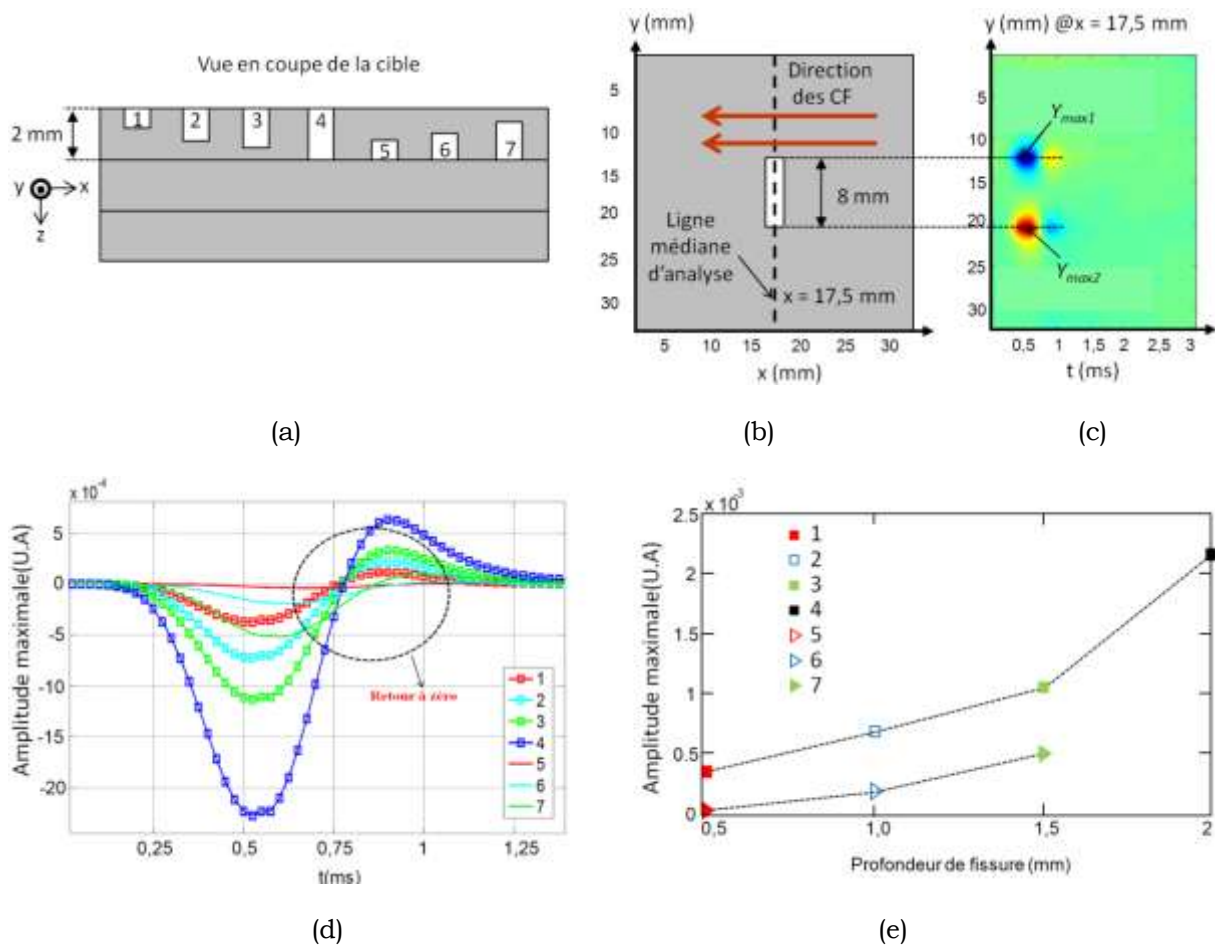 Vue en coupe de la cible
2 mm
1
2
3
4
5
6
7
y
x
z
(a)
y (mm)
5
10
15
20
25
30
Direction
des CF
8 mm
Ligne
médiane
d'analyse
x = 17,5 mm
5 10 15 20 25 30
x (mm)
(b)
y (mm) @x = 17,5 mm
5
10
15
20
25
30
Ymax1
Ymax2
0,5 1 1,5 2 2,5 3
t (ms)
(c)
x 10-4
Amplitude maximale(U.A)
5
0
-5
-10
-15
-20
Retour à zéro
1
2
3
4
5
6
7
0,25 0,5 0,75 1 1,25
t(ms)
(d)
x 10-3
Amplitude maximale(U.A)
2.5
2
1.5
1
0.5
0
1
2
3
4
5
6
7
0,5 1.0 1.5 2
Profondeur de fissure (mm)
(e)